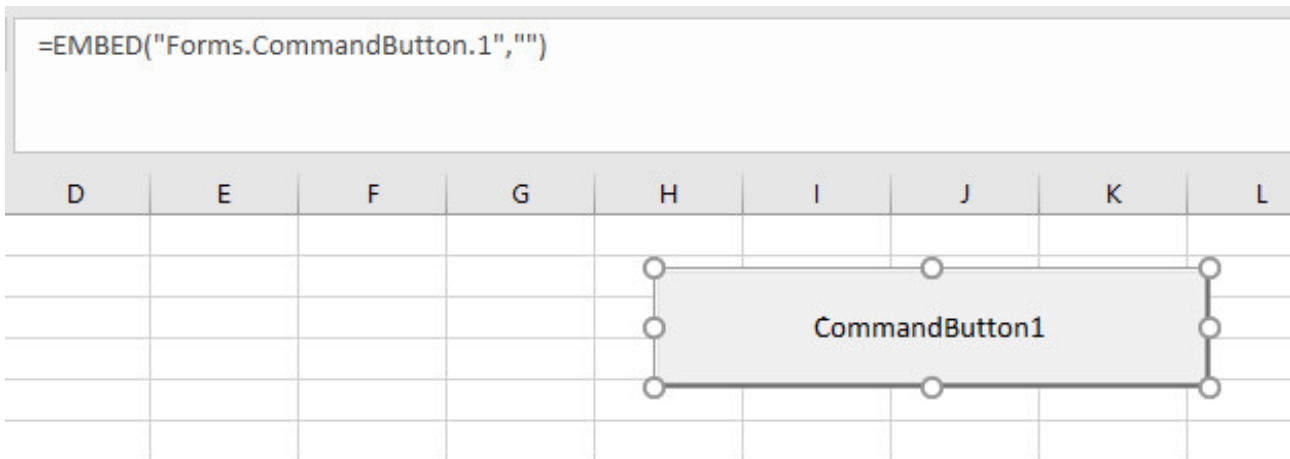 =EMBED("Forms.CommandButton.1","")
D E F G H I J K L
CommandButton1